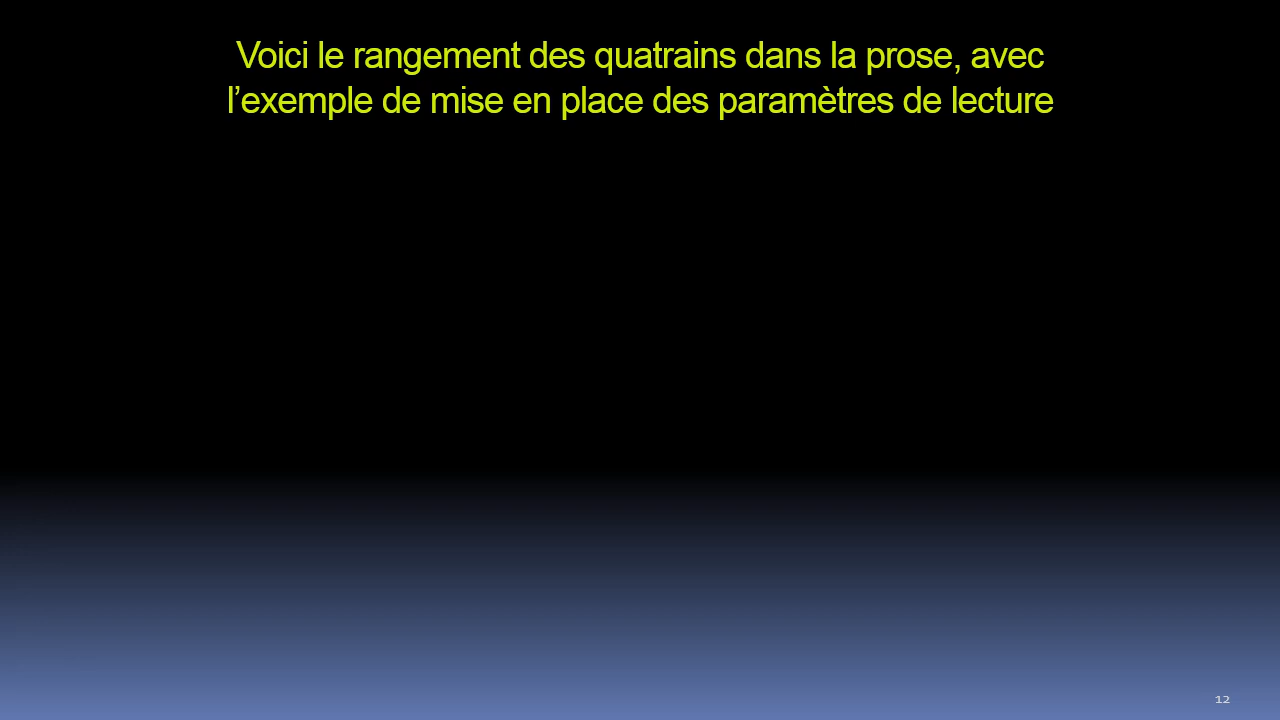 Voici le rangement des quatrains dans la prose, avec
l’exemple de mise en place des paramètres de lecture
12